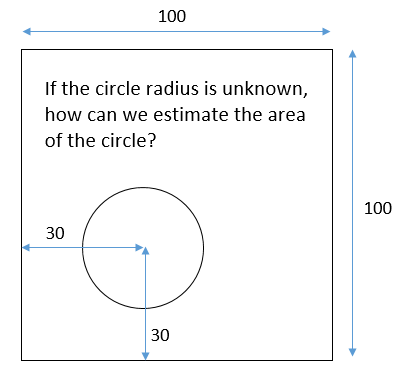 100
If the circle radius is unknown,
how can we estimate the area
of the circle?
100
30
30